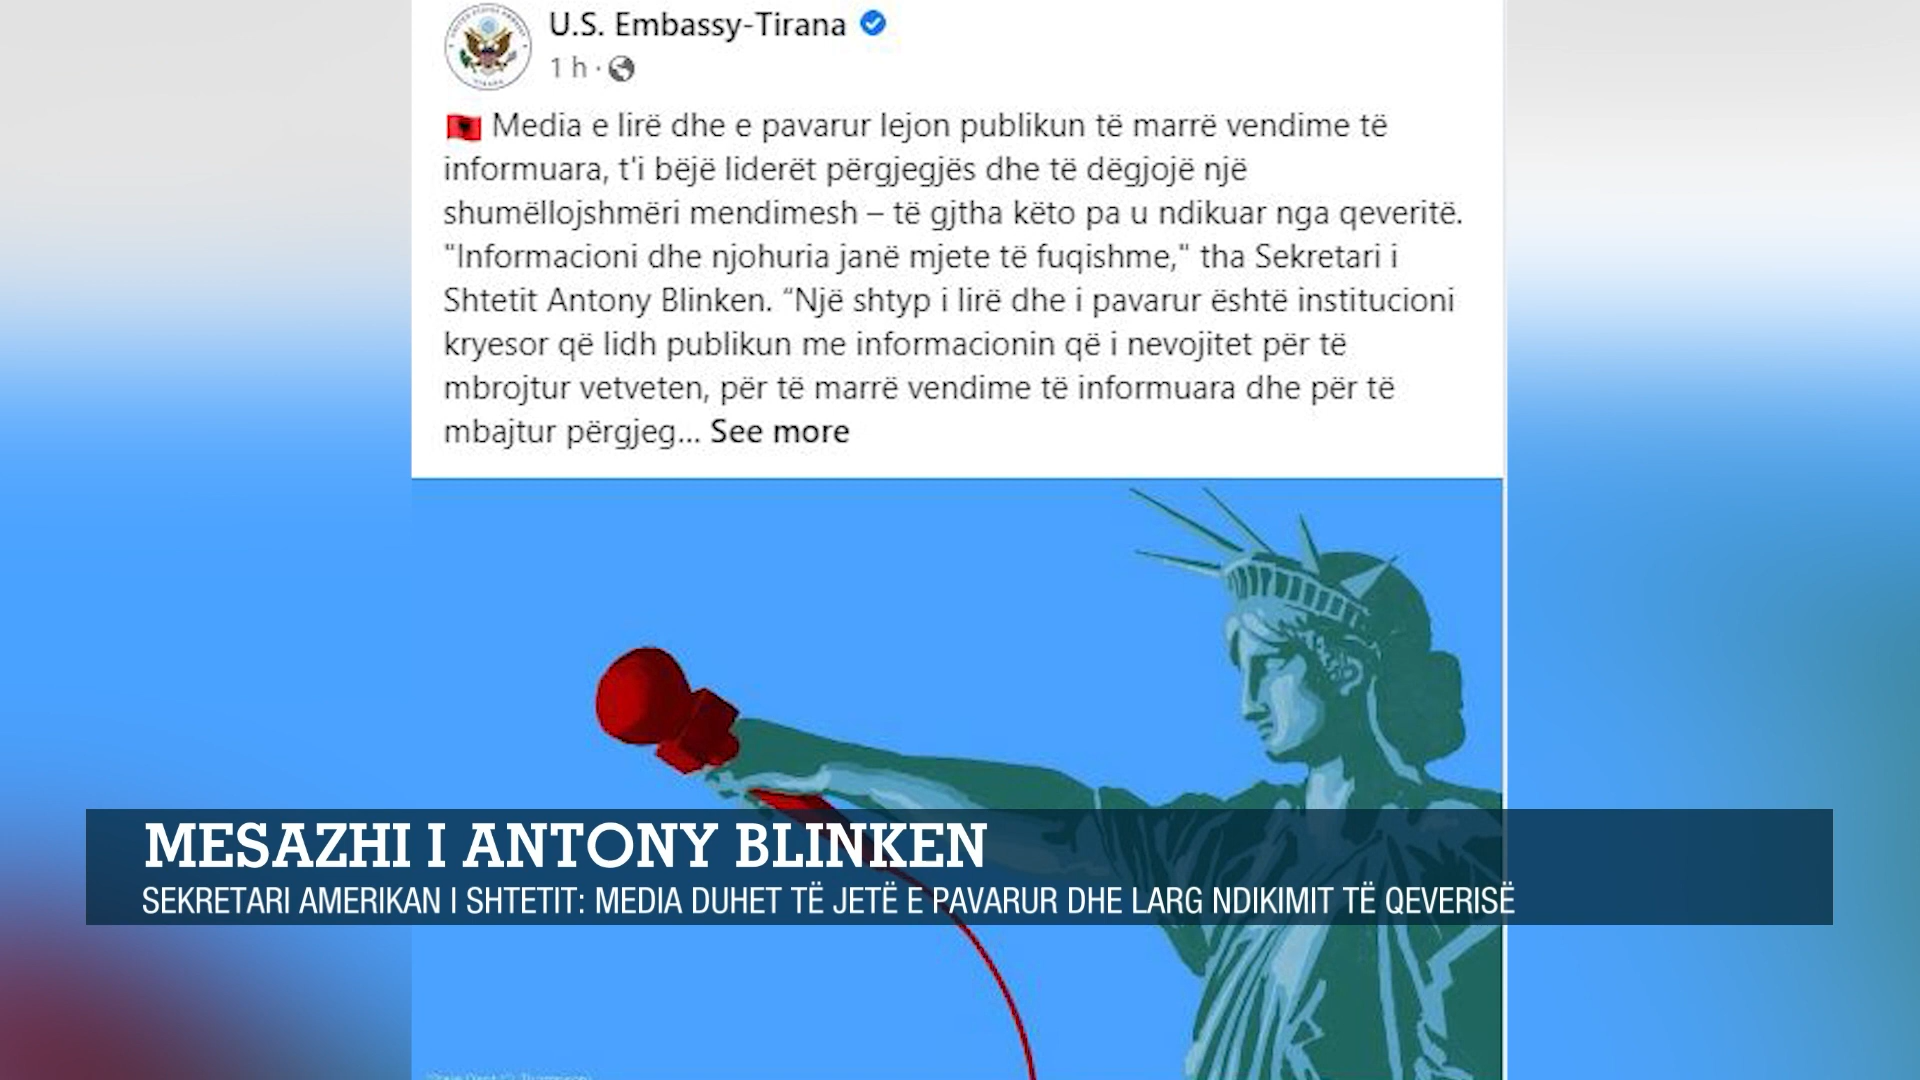 U.S. Embassy-Tirana
1 h ·
Media e lirë dhe e pavarur lejon publikun të marrë vendime të
informuara, t'i bëjë liderët përgjegjës dhe të dëgjojë një
shumëllojshmëri mendimesh – të gjtha këto pa u ndikuar nga qeveritë.
"Informacioni dhe njohuria janë mjete të fuqishme," tha Sekretari i
Shtetit Antony Blinken. “Një shtyp i lirë dhe i pavarur është institucioni
kryesor që lidh publikun me informacionin që i nevojitet për të
mbrojtur vetveten, për të marrë vendime të informuara dhe për të
mbajtur përgjeg... See more
MESAZHI I ANTONY BLINKEN
SEKRETARI AMERIKAN I SHTETIT: MEDIA DUHET TË JETË E PAVARUR DHE LARG NDIKIMIT TË QEVERISË